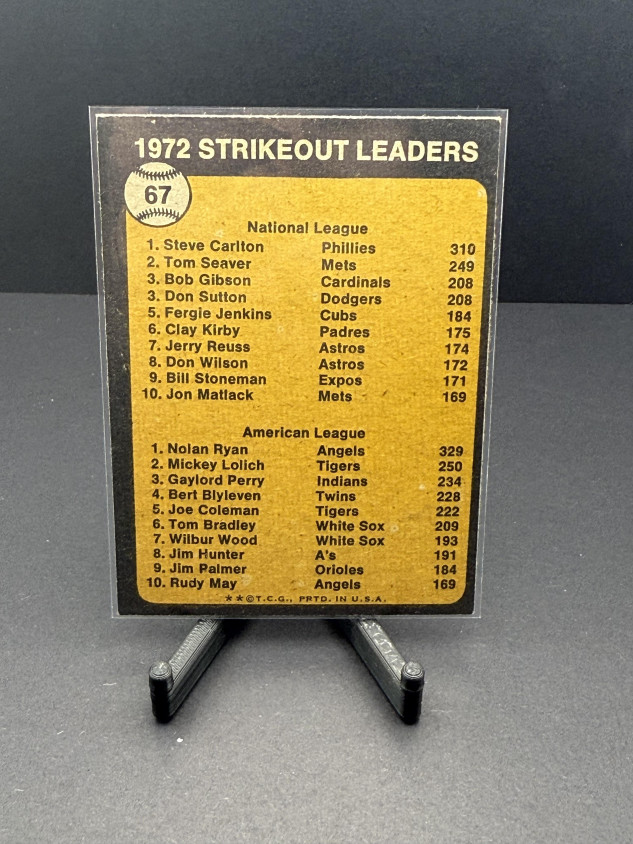 1972 STRIKEOUT LEADERS
67
National League
1. Steve Carlton Phillies 310
2. Tom Seaver Mets 249
3. Bob Gibson Cardinals 208
3. Don Sutton Dodgers 208
5. Fergie Jenkins Cubs 184
6. Clay Kirby Padres 175
7. Jerry Reuss Astros 174
8. Don Wilson Astros 172
9. Bill Stoneman Expos 171
10. Jon Matlack Mets 169
American League
1. Nolan Ryan Angels 329
2. Mickey Lolich Tigers 250
3. Gaylord Perry Indians 234
4. Bert Blyleven Twins 228
5. Joe Coleman Tigers 222
6. Tom Bradley White Sox 209
7. Wilbur Wood White Sox 193
8. Jim Hunter A's 191
9. Jim Palmer Orioles 184
10. Rudy May Angels 169
**©T.C.G., PRTD. IN U.S.A.